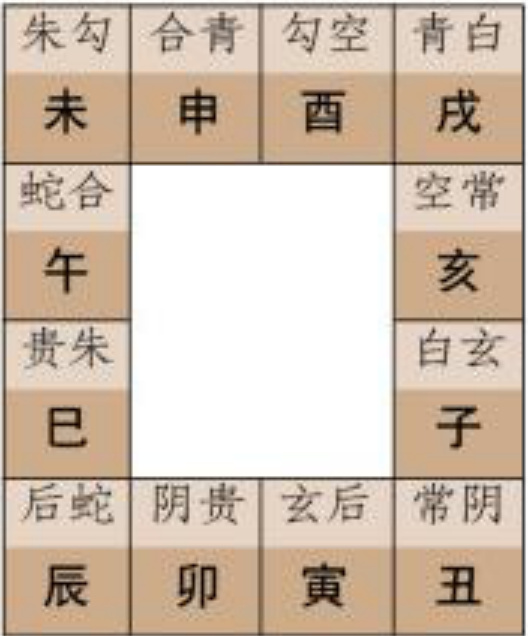 朱勾 合青 勾空 青白
未 申 酉 戌
蛇合 空常
午 亥
贵朱 白玄
巳 子
后蛇 阴贵 玄后 常阴
辰 卯 寅 丑